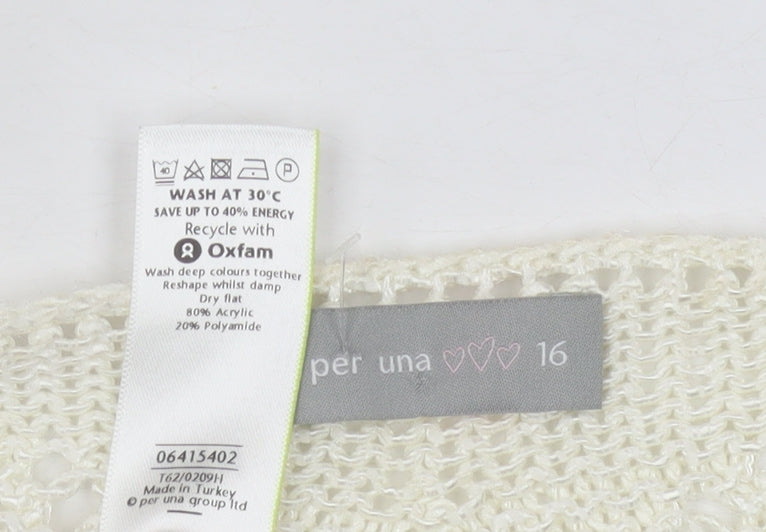 40 P
WASH AT 30°C
SAVE UP TO 40% ENERGY
Recycle with
Oxfam
Wash deep colours together
Reshape whilst damp
Dry flat
80% Acrylic
20% Polyamide
06415402
T62/0209H
Made in Turkey
© per una group ltd
per una 16